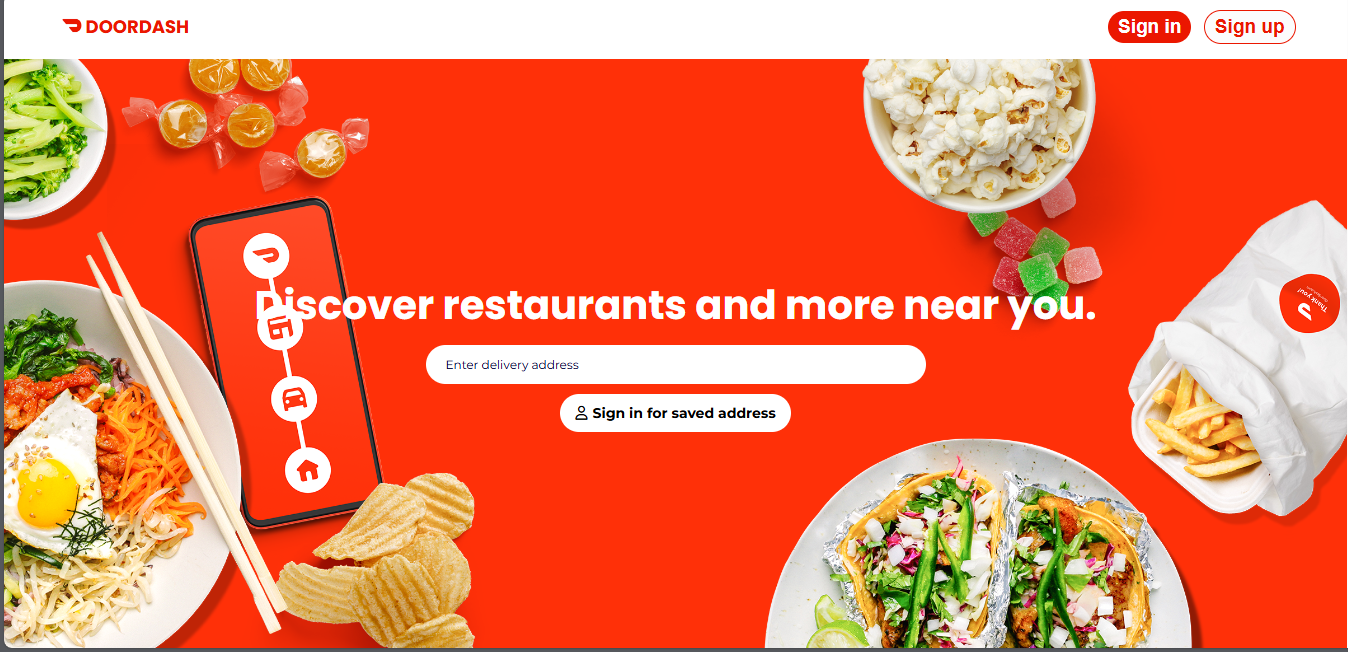 DOORDASH
Sign in
Sign up
Discover restaurants and more near you.
Enter delivery address
Sign in for saved address
Thank you!